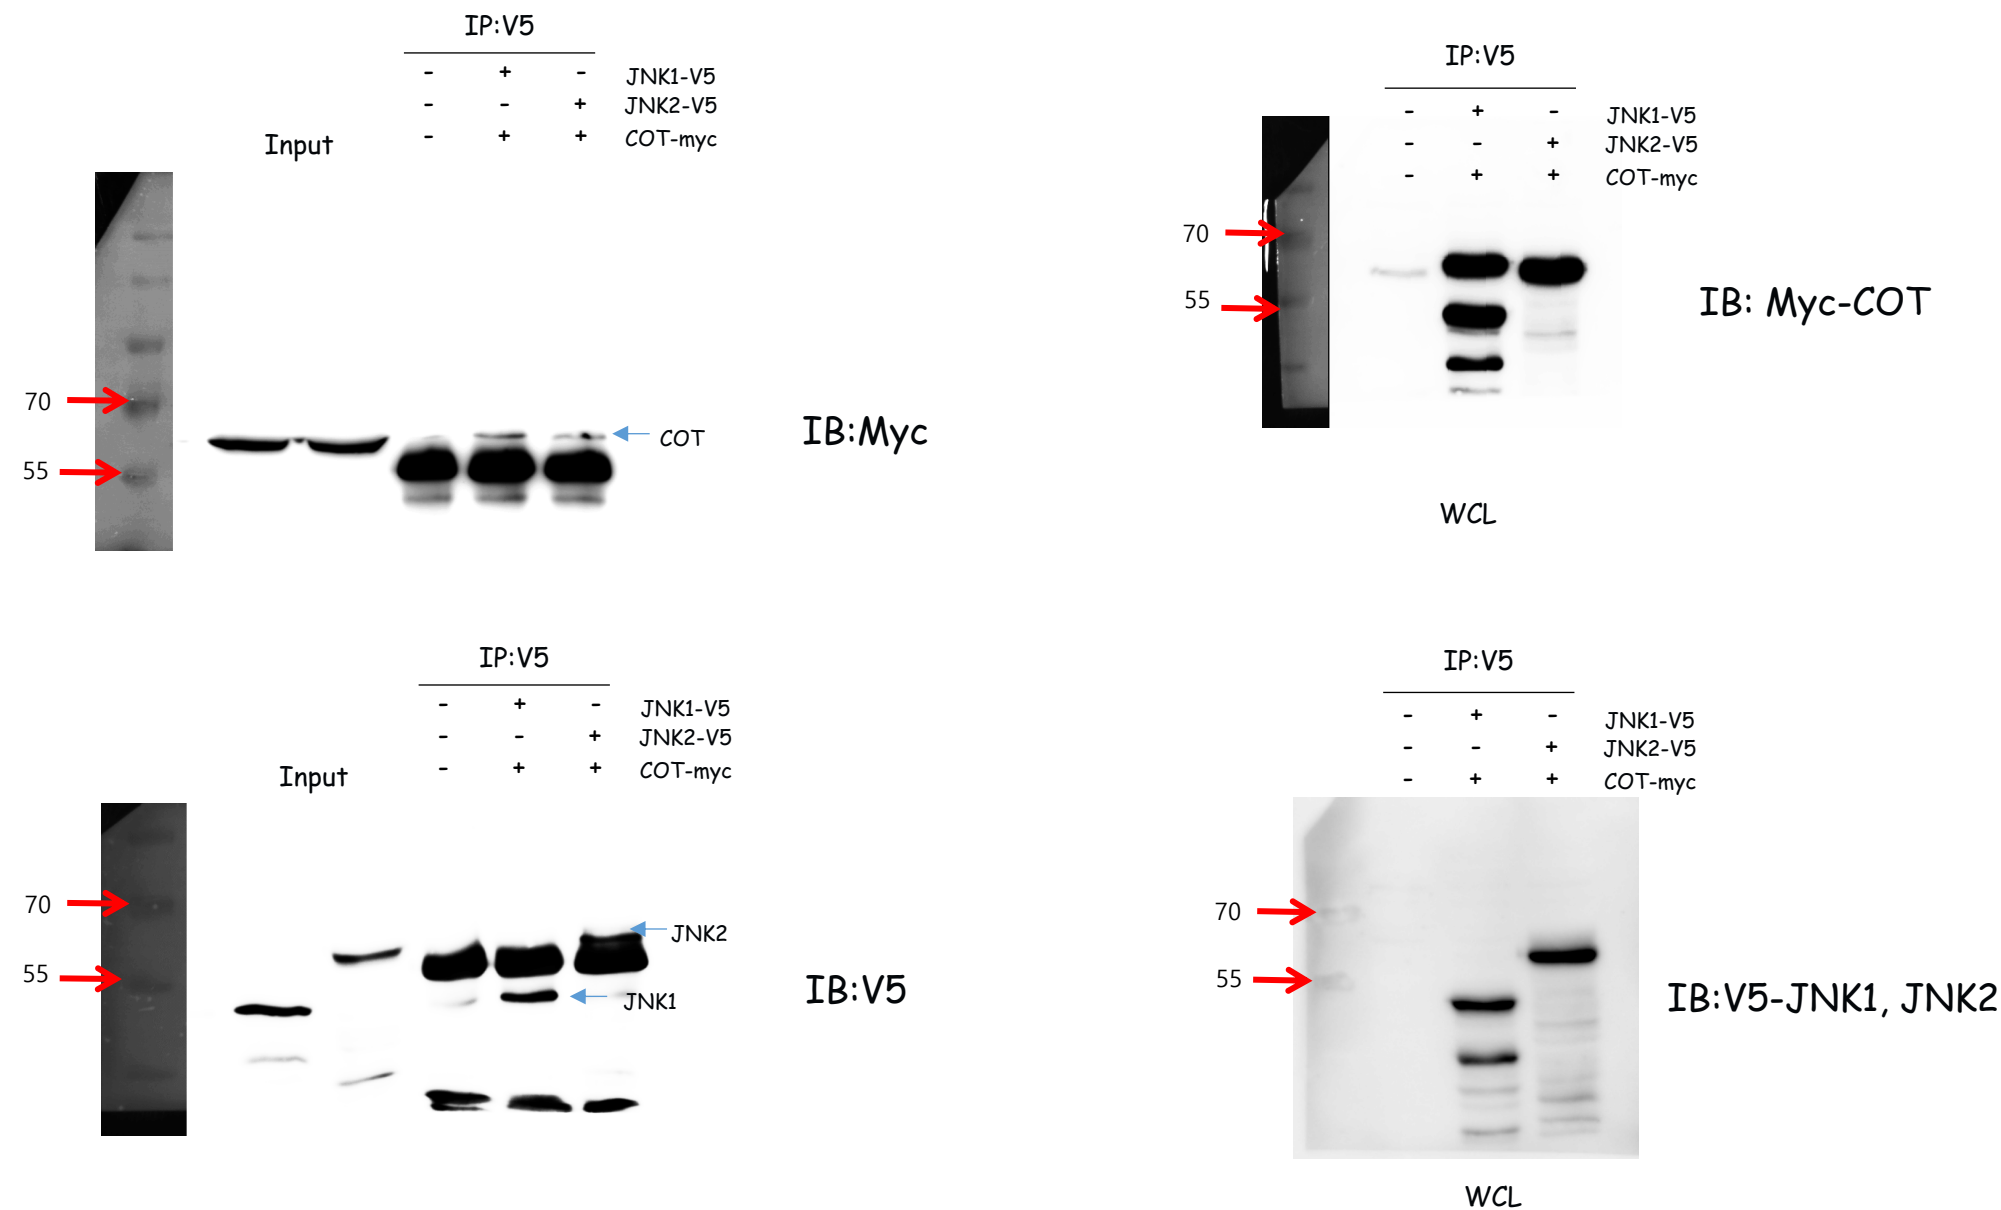 IP:V5
- + - JNK1-V5
- - + JNK2-V5
- + + COT-myc
Input
70
55
COT
IB:Myc
IP:V5
- + - JNK1-V5
- - + JNK2-V5
- + + COT-myc
70
55
IB: Myc-COT
WCL
IP:V5
- + - JNK1-V5
- - + JNK2-V5
- + + COT-myc
Input
70
55
JNK2
JNK1
IB:V5
IP:V5
- + - JNK1-V5
- - + JNK2-V5
- + + COT-myc
70
55
IB:V5-JNK1, JNK2
WCL